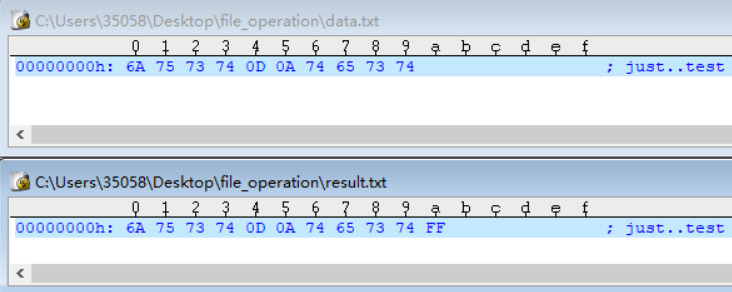 C:\Users\35058\Desktop\file_operation\data.txt
0 1 2 3 4 5 6 7 8 9 a b c d e f
00000000h: 6A 75 73 74 0D 0A 74 65 73 74 ; just..test
C:\Users\35058\Desktop\file_operation\result.txt
0 1 2 3 4 5 6 7 8 9 a b c d e f
00000000h: 6A 75 73 74 0D 0A 74 65 73 74 FF ; just..test